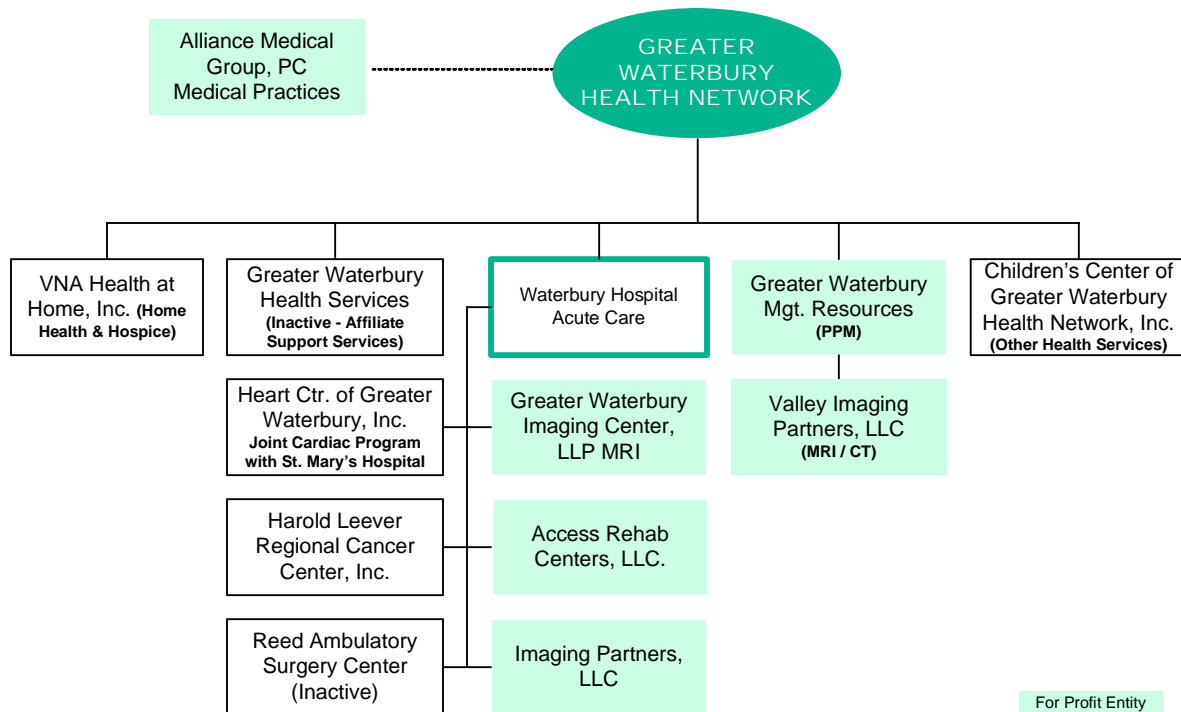 Alliance Medical
Group, PC
Medical Practices
GREATER
WATERBURY
HEALTH NETWORK
VNA Health at
Home, Inc. (Home
Health & Hospice)
Greater Waterbury
Health Services
(Inactive - Affiliate
Support Services)
Waterbury Hospital
Acute Care
Greater Waterbury
Mgt. Resources
(PPM)
Children's Center of
Greater Waterbury
Health Network, Inc.
(Other Health Services)
Heart Ctr. of Greater
Waterbury, Inc.
Joint Cardiac Program
with St. Mary's Hospital
Greater Waterbury
Imaging Center,
LLP MRI
Valley Imaging
Partners, LLC
(MRI / CT)
Harold Leever
Regional Cancer
Center, Inc.
Access Rehab
Centers, LLC.
Reed Ambulatory
Surgery Center
(Inactive)
Imaging Partners,
LLC
For Profit Entity